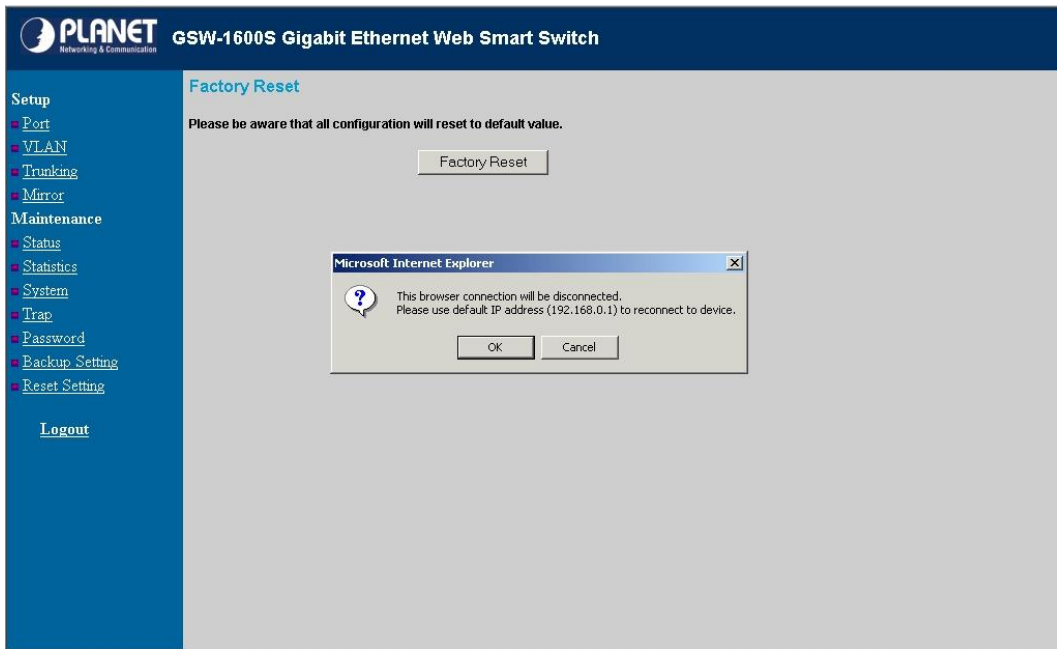 PLANET
Networking & Communication
GSW-1600S Gigabit Ethernet Web Smart Switch
Setup
Port
VLAN
Trunking
Mirror
Maintenance
Status
Statistics
System
Trap
Password
Backup Setting
Reset Setting
Logout
Factory Reset
Please be aware that all configuration will reset to default value.
Factory Reset
Microsoft Internet Explorer
?
This browser connection will be disconnected.
Please use default IP address (192.168.0.1) to reconnect to device.
OK
Cancel